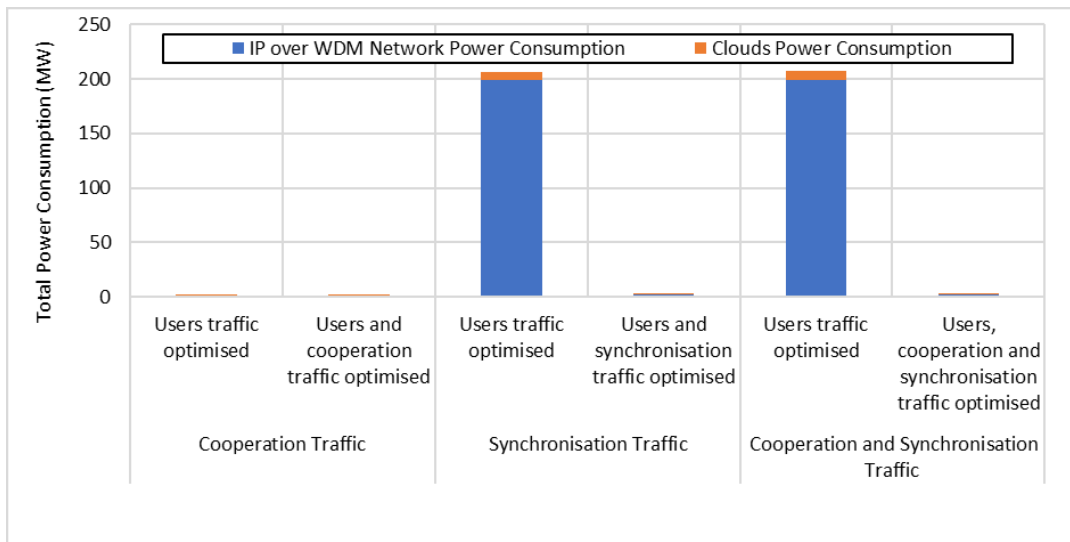 Total Power Consumption (MW)
250
200
150
100
50
0
IP over WDM Network Power Consumption
Clouds Power Consumption
Users traffic
optimised
Users and
cooperation
traffic optimised
Users traffic
optimised
Users and
synchronisation
traffic optimised
Users traffic
optimised
Users,
cooperation and
synchronisation
traffic optimised
Cooperation Traffic
Synchronisation Traffic
Cooperation and Synchronisation
Traffic